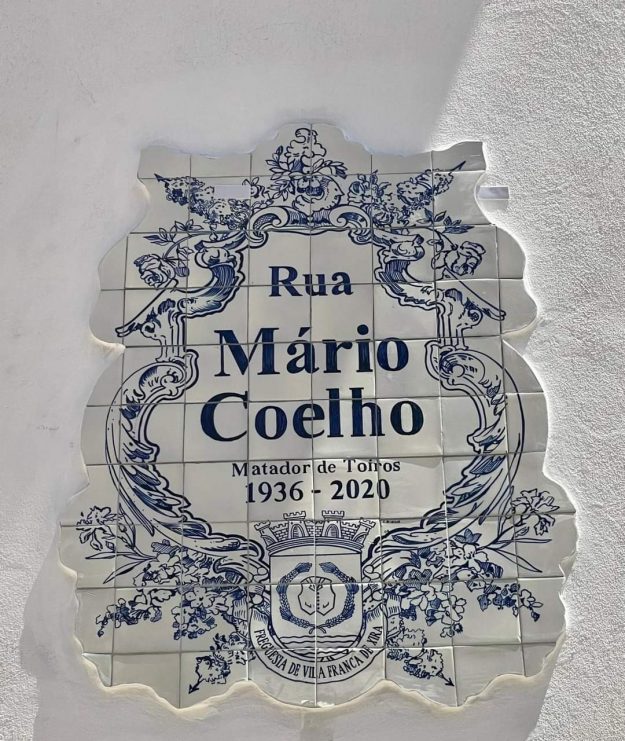 Rua
Mário
Coelho
Matador de Toiros
1936 - 2020
FREGUESIA DE VILA FRANCA DE XIRA